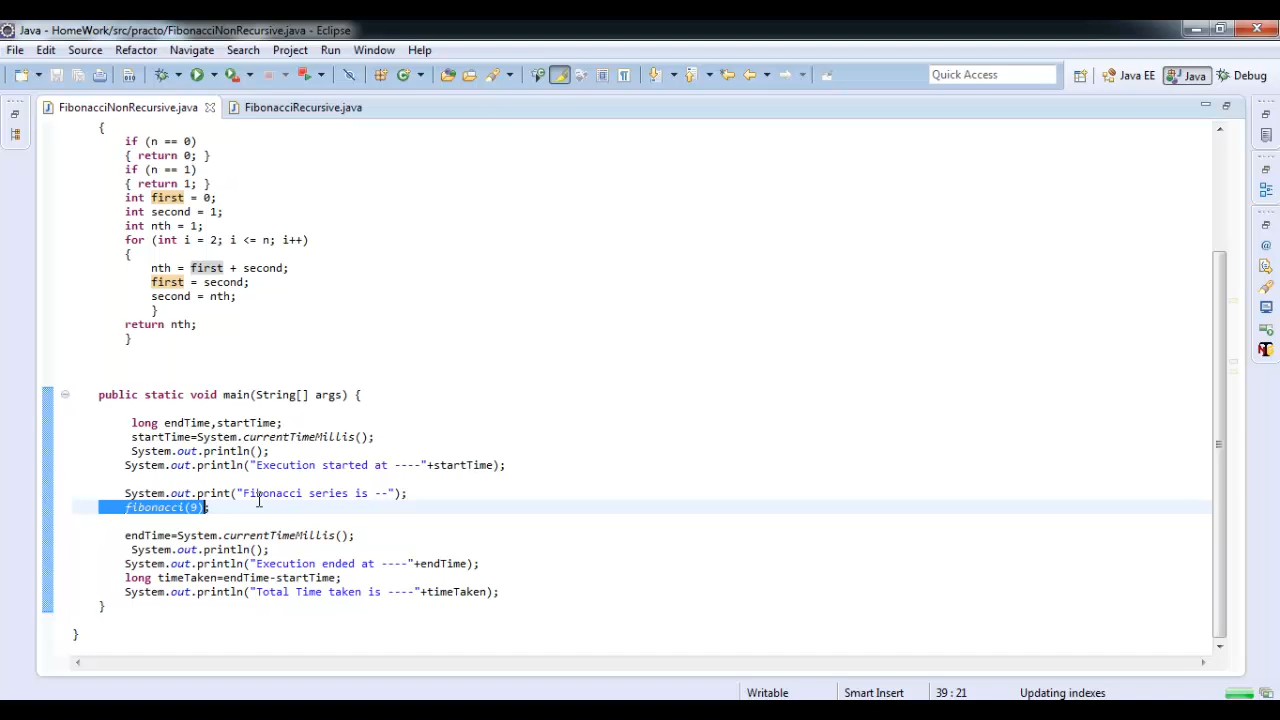 Java - HomeWork/src/practo/FibonacciNonRecursive.java - Eclipse
File Edit Source Refactor Navigate Search Project Run Window Help
Quick Access Java EE Java Debug
FibonacciNonRecursive.java FibonacciRecursive.java
{
if (n == 0)
{ return 0; }
if (n == 1)
{ return 1; }
int first = 0;
int second = 1;
int nth = 1;
for (int i = 2; i <= n; i++)
{
nth = first + second;
first = second;
second = nth;
}
return nth;
}
public static void main(String[] args) {
long endTime,startTime;
startTime=System.currentTimeMillis();
System.out.println();
System.out.println("Execution started at ----"+startTime);
System.out.print("Fibonacci series is --");
fibonacci(9);
endTime=System.currentTimeMillis();
System.out.println();
System.out.println("Execution ended at ----"+endTime);
long timeTaken=endTime-startTime;
System.out.println("Total Time taken is ----"+timeTaken);
}
}
Writable Smart Insert 39 : 21 Updating indexes